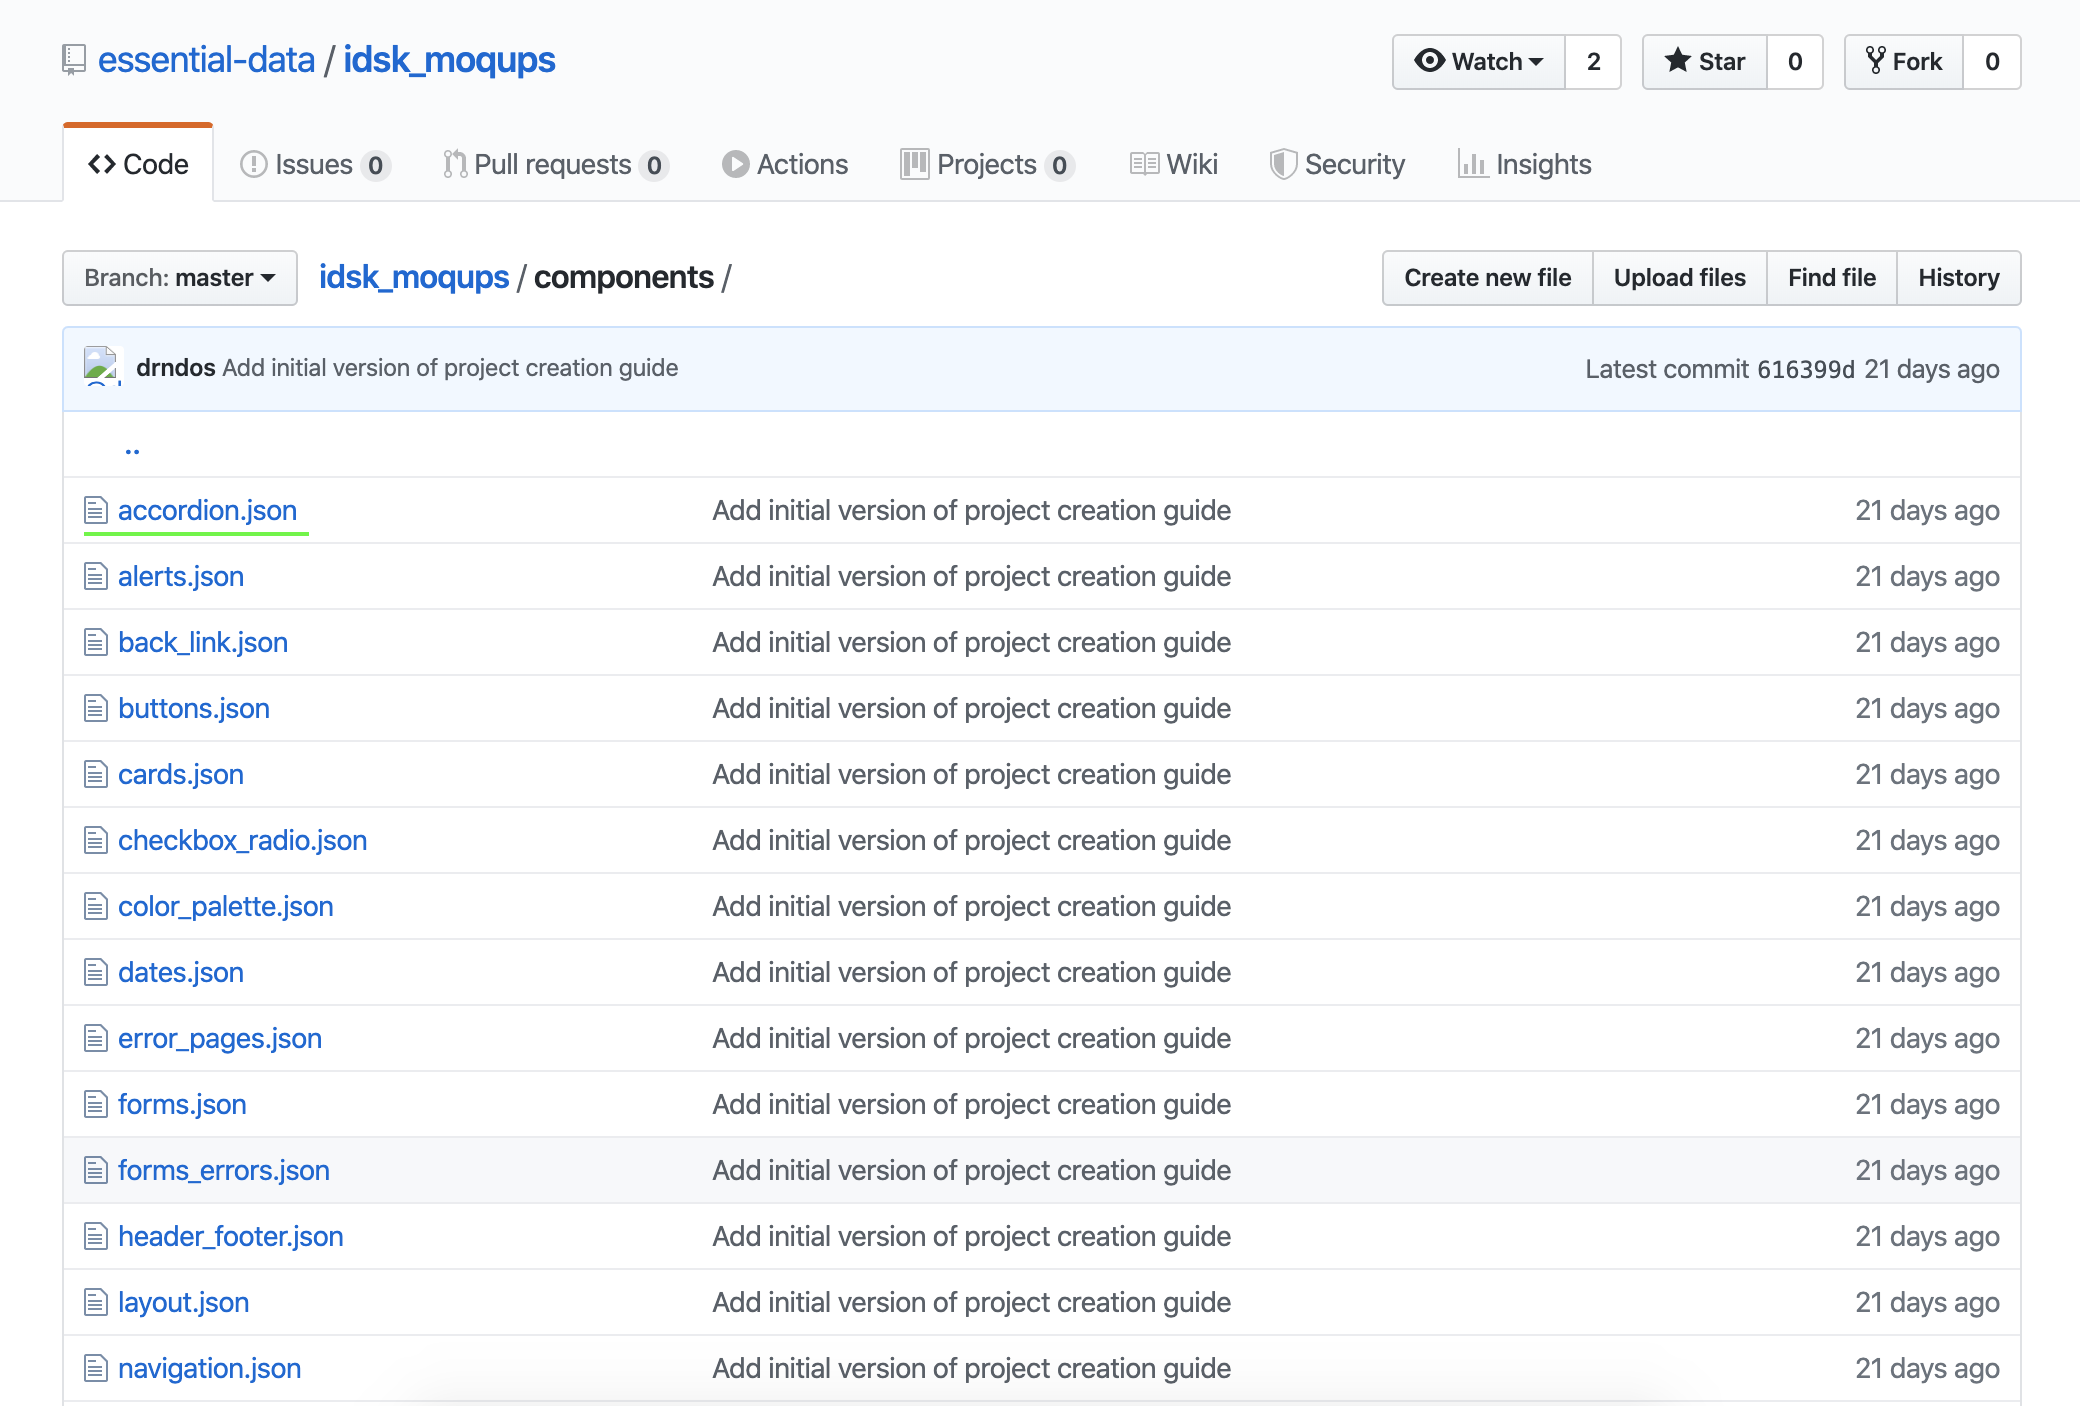 essential-data / idsk_moqups
Watch 2 Star 0 Fork 0
Code Issues 0 Pull requests 0 Actions Projects 0 Wiki Security Insights
Branch: master idsk_moqups / components / Create new file Upload files Find file History
drndos Add initial version of project creation guide Latest commit 616399d 21 days ago
..
accordion.json Add initial version of project creation guide 21 days ago
alerts.json Add initial version of project creation guide 21 days ago
back_link.json Add initial version of project creation guide 21 days ago
buttons.json Add initial version of project creation guide 21 days ago
cards.json Add initial version of project creation guide 21 days ago
checkbox_radio.json Add initial version of project creation guide 21 days ago
color_palette.json Add initial version of project creation guide 21 days ago
dates.json Add initial version of project creation guide 21 days ago
error_pages.json Add initial version of project creation guide 21 days ago
forms.json Add initial version of project creation guide 21 days ago
forms_errors.json Add initial version of project creation guide 21 days ago
header_footer.json Add initial version of project creation guide 21 days ago
layout.json Add initial version of project creation guide 21 days ago
navigation.json Add initial version of project creation guide 21 days ago